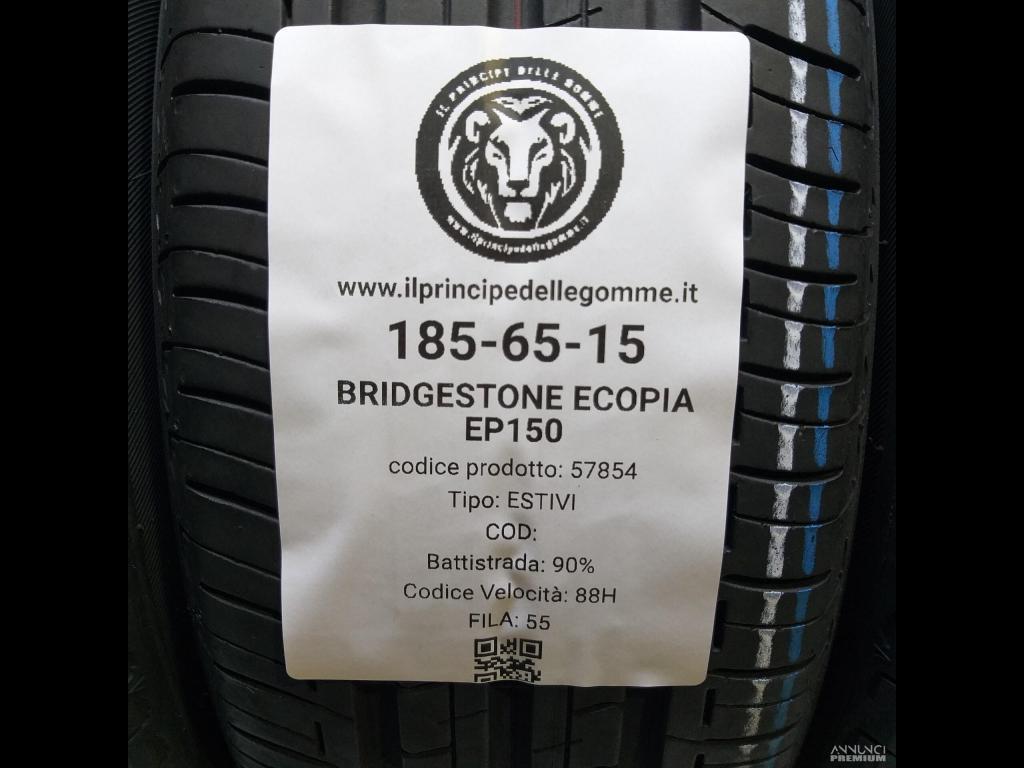 IL PRINCIPE DELLE GOMME
www.ilprincipedellegomme.it
www.ilprincipedellegomme.it
185-65-15
BRIDGESTONE ECOPIA
EP150
codice prodotto: 57854
Tipo: ESTIVI
COD:
Battistrada: 90%
Codice Velocità: 88H
FILA: 55
ANNUNCI
PREMIUM